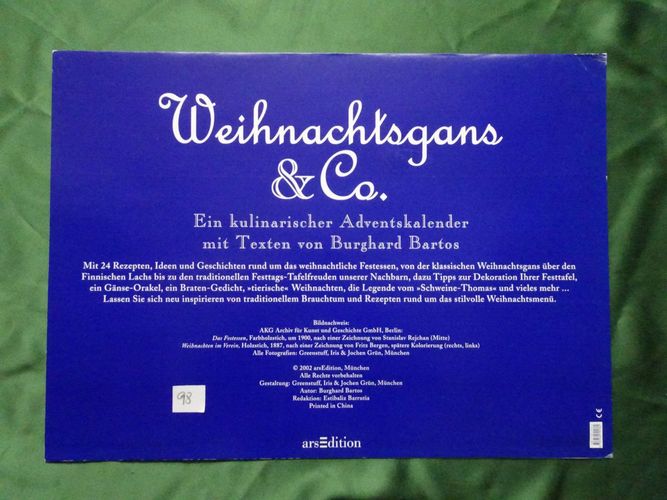 Weihnachtsgans
& Co.
Ein kulinarischer Adventskalender
mit Texten von Burghard Bartos
Mit 24 Rezepten, Ideen und Geschichten rund um das weihnachtliche Festessen, von der klassischen Weihnachtsgans über den
Finnischen Lachs bis zu den traditionellen Festtags-Tafelfreuden unserer Nachbarn, dazu Tipps zur Dekoration Ihrer Festtafel,
ein Gänse-Orakel, ein Braten-Gedicht, »tierische« Weihnachten, die Legende vom »Schweine-Thomas« und vieles mehr ...
Lassen Sie sich neu inspirieren von traditionellem Brauchtum und Rezepten rund um das stilvolle Weihnachtsmenü.
Bildnachweis:
AKG Archiv für Kunst und Geschichte GmbH, Berlin:
Das Festessen, Farbholzstich, um 1900, nach einer Zeichnung von Stanislav Rejchan (Mitte)
Weihnachten im Verein, Holzstich, 1887, nach einer Zeichnung von Fritz Bergen, spätere Kolorierung (rechts, links)
Alle Fotografien: Greenstuff, Iris & Jochen Grün, München
© 2002 arsEdition, München
Alle Rechte vorbehalten
Gestaltung: Greenstuff, Iris & Jochen Grün, München
Autor: Burghard Bartos
Redaktion: Estibaliz Barrutia
Printed in China
98
CE
arsEdition